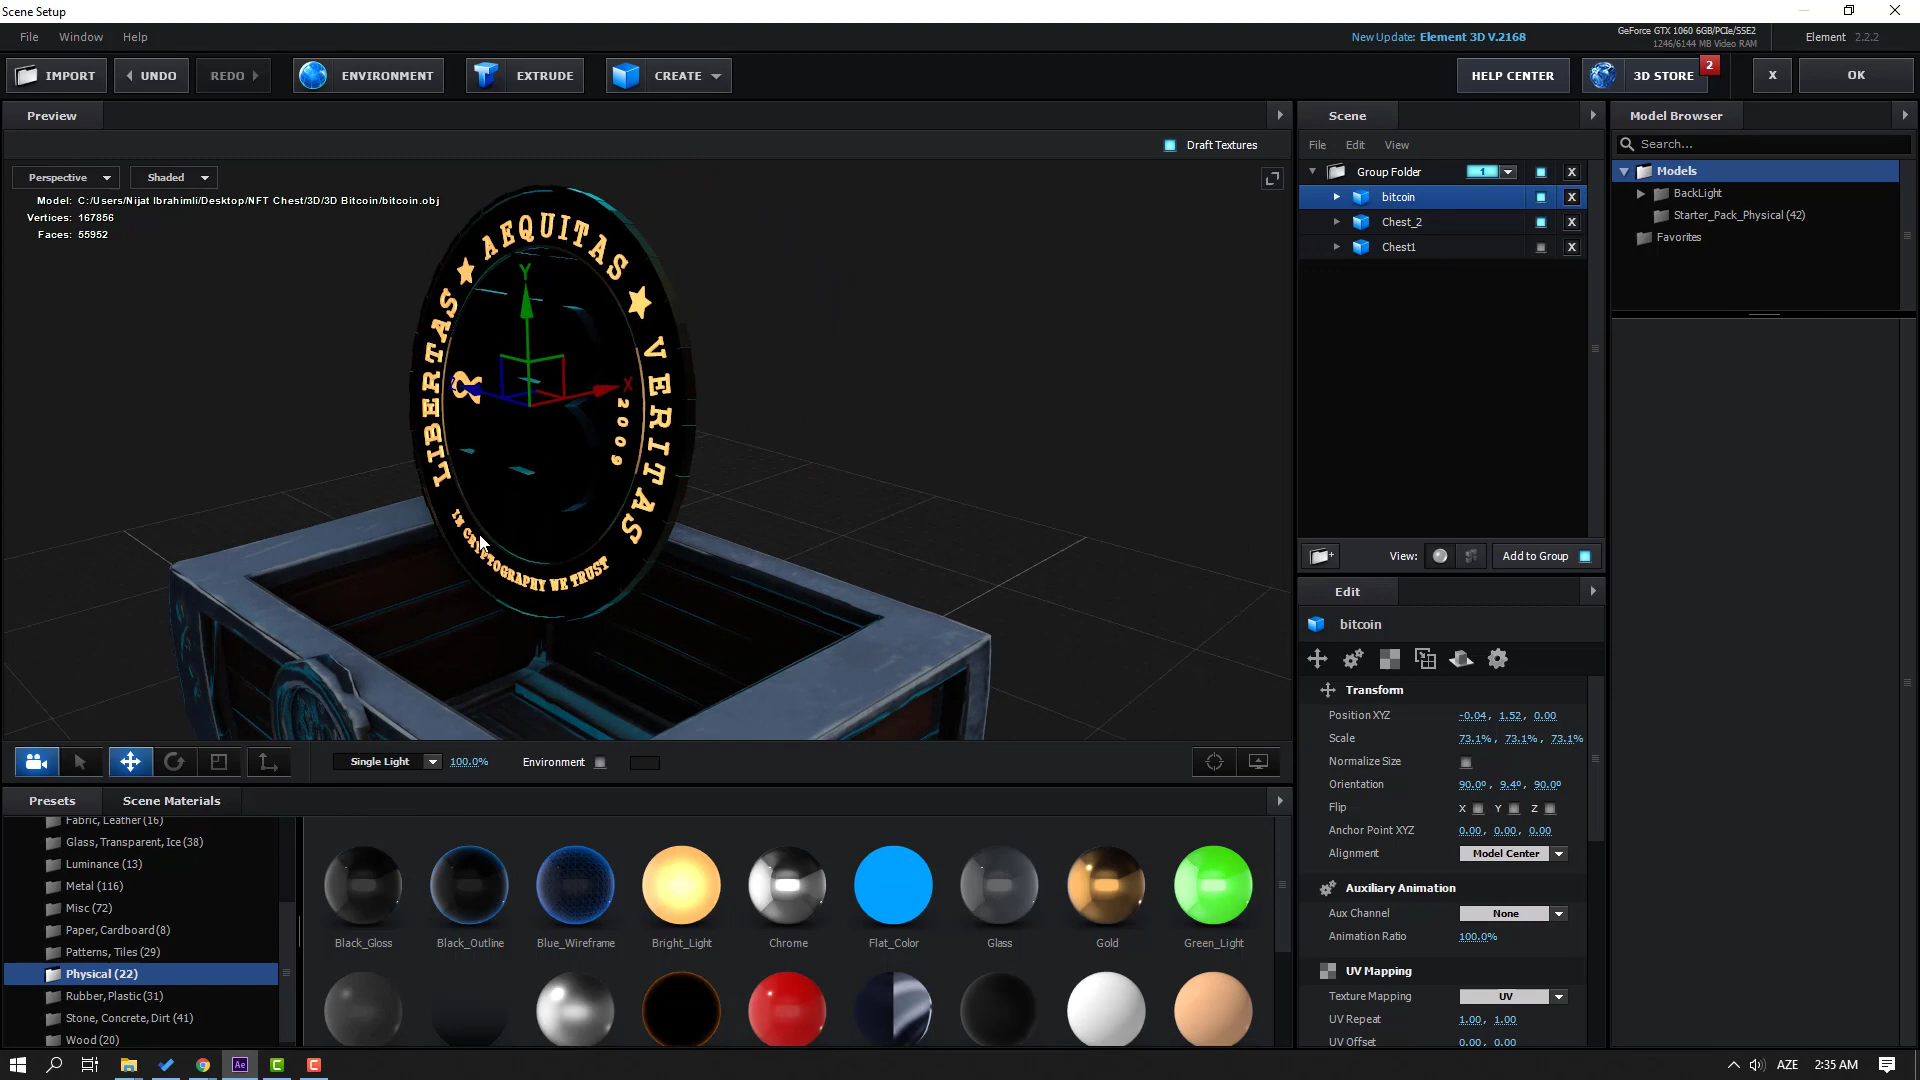 Scene Setup
File Window Help
New Update: Element 3D V.2168
GeForce GTX 1060 6GB/PCIe/SSE2
1246/6144 MB Video RAM
Element 2.2.2
IMPORT UNDO REDO ENVIRONMENT EXTRUDE CREATE HELP CENTER 3D STORE 2 X OK
Preview
Draft Textures
Perspective Shaded
Model: C:/Users/Nijat Ibrahimli/Desktop/NFT Chest/3D/3D Bitcoin/bitcoin.obj
Vertices: 167856
Faces: 55952
LIBERTAS ★ AEQUITAS ★ VERITAS
2009
IN CRYPTOGRAPHY WE TRUST
Y
X
Single Light 100.0% Environment
Presets Scene Materials
Fabric, Leather (16)
Glass, Transparent, Ice (38)
Luminance (13)
Metal (116)
Misc (72)
Paper, Cardboard (8)
Patterns, Tiles (29)
Physical (22)
Rubber, Plastic (31)
Stone, Concrete, Dirt (41)
Wood (20)
Black_Gloss Black_Outline Blue_Wireframe Bright_Light Chrome Flat_Color Glass Gold Green_Light
Scene
File Edit View
Group Folder 1 X
bitcoin X
Chest_2 X
Chest1 X
View: Add to Group
Edit
bitcoin
Transform
Position XYZ -0.04, 1.52, 0.00
Scale 73.1%, 73.1%, 73.1%
Normalize Size
Orientation 90.0º, 9.4º, 90.0º
Flip X Y Z
Anchor Point XYZ 0.00, 0.00, 0.00
Alignment Model Center
Auxiliary Animation
Aux Channel None
Animation Ratio 100.0%
UV Mapping
Texture Mapping UV
UV Repeat 1.00, 1.00
UV Offset 0.00, 0.00
Model Browser
Search...
Models
BackLight
Starter_Pack_Physical (42)
Favorites
Ae C C
AZE 2:35 AM